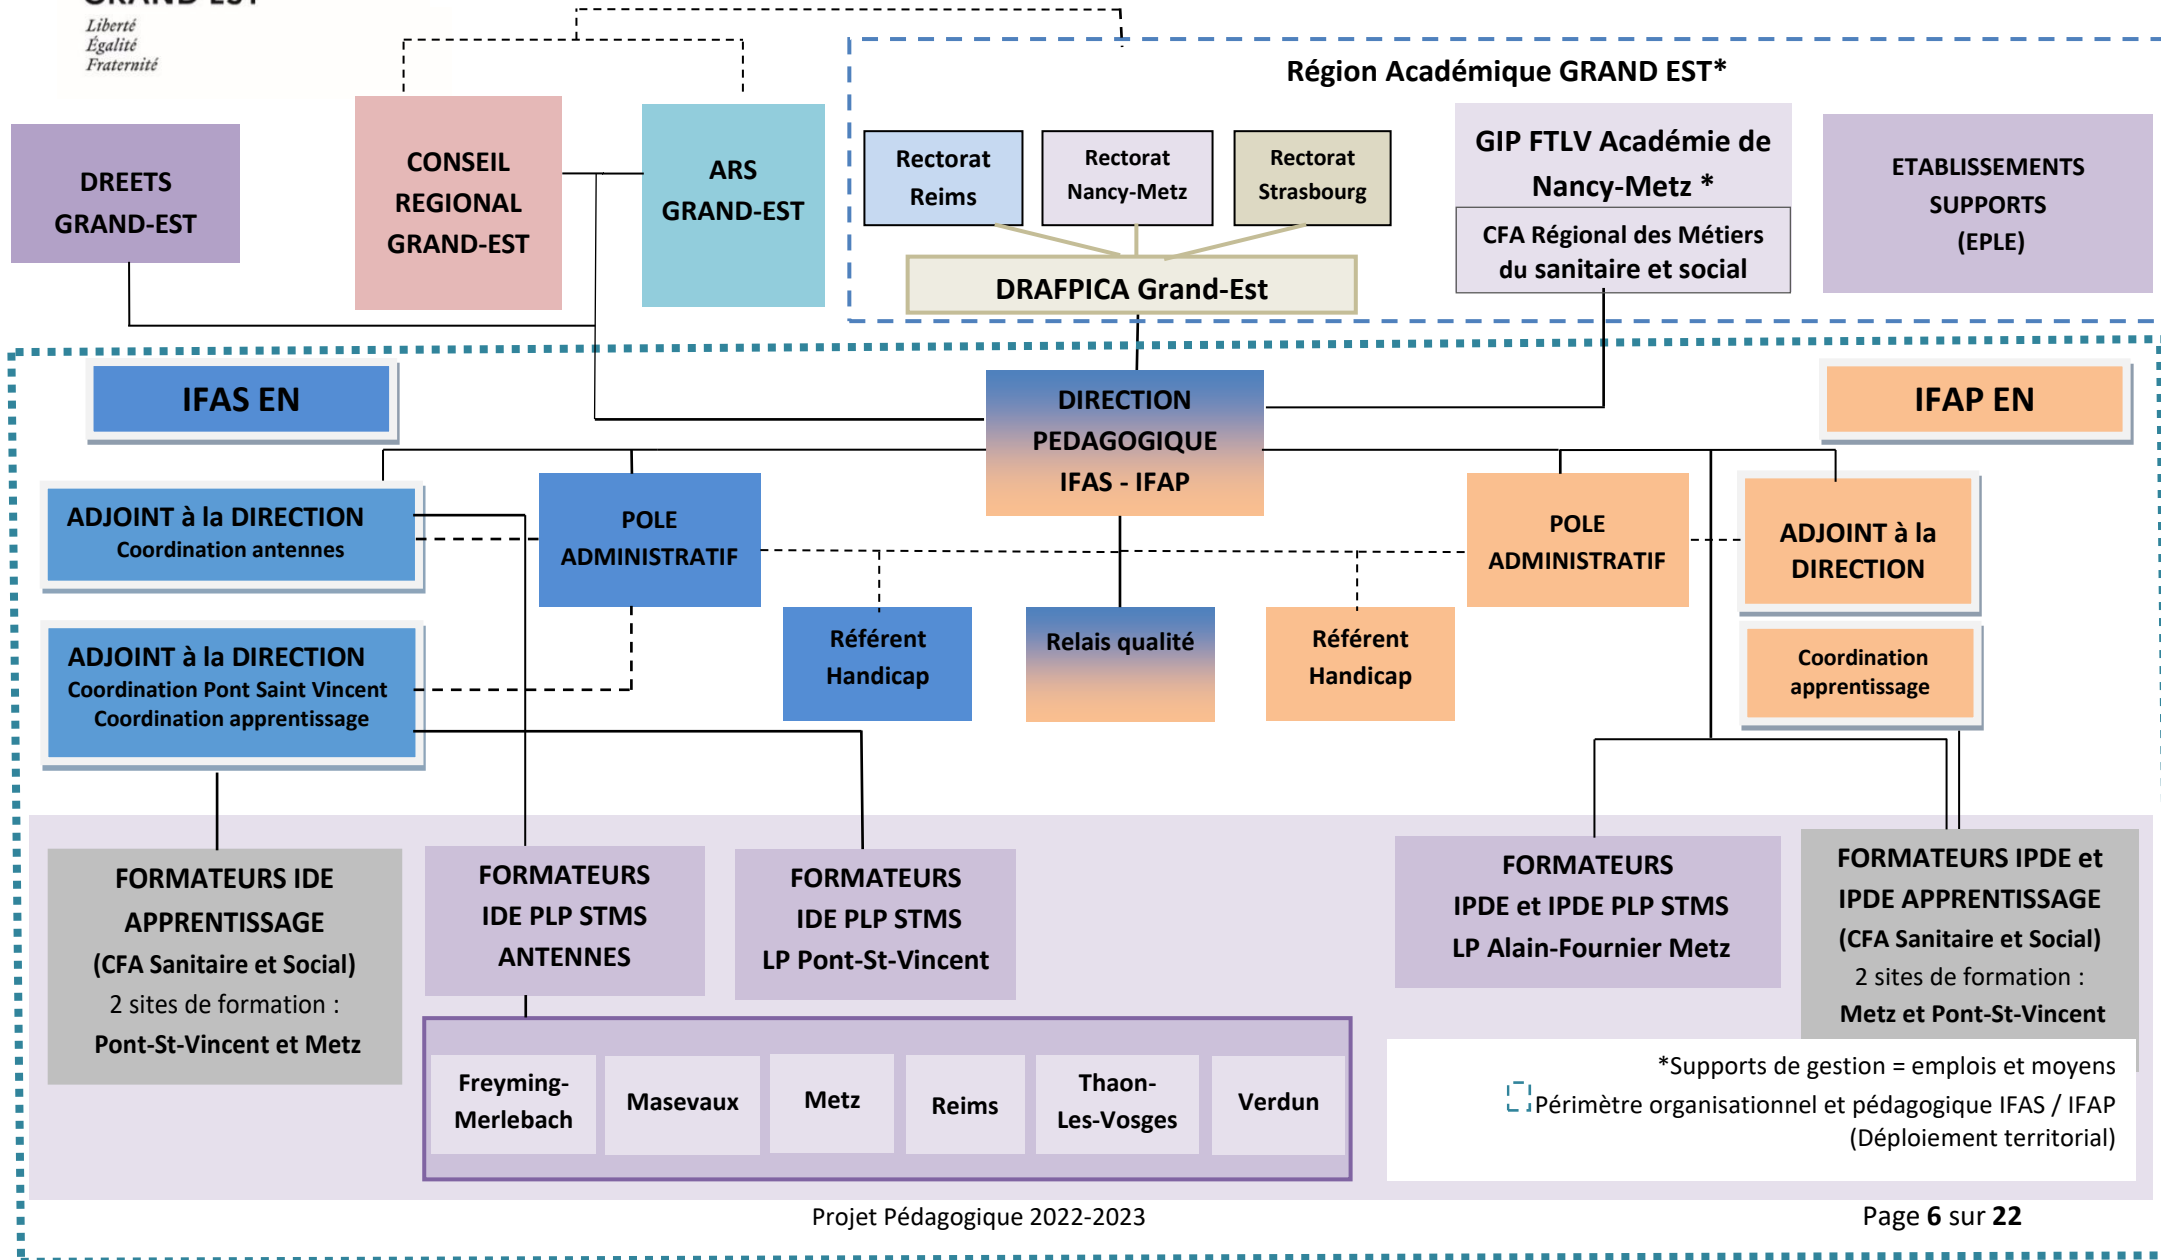 GRAND EST
Liberté
Égalité
Fraternité
Région Académique GRAND EST*
DREETS
GRAND-EST
CONSEIL
REGIONAL
GRAND-EST
ARS
GRAND-EST
Rectorat
Reims
Rectorat
Nancy-Metz
Rectorat
Strasbourg
DRAFPICA Grand-Est
GIP FTLV Académie de
Nancy-Metz *
CFA Régional des Métiers
du sanitaire et social
ETABLISSEMENTS
SUPPORTS
(EPLE)
IFAS EN
DIRECTION
PEDAGOGIQUE
IFAS - IFAP
IFAP EN
ADJOINT à la DIRECTION
Coordination antennes
POLE
ADMINISTRATIF
POLE
ADMINISTRATIF
ADJOINT à la
DIRECTION
ADJOINT à la DIRECTION
Coordination Pont Saint Vincent
Coordination apprentissage
Référent
Handicap
Relais qualité
Référent
Handicap
Coordination
apprentissage
FORMATEURS IDE
APPRENTISSAGE
(CFA Sanitaire et Social)
2 sites de formation :
Pont-St-Vincent et Metz
FORMATEURS
IDE PLP STMS
ANTENNES
FORMATEURS
IDE PLP STMS
LP Pont-St-Vincent
FORMATEURS
IPDE et IPDE PLP STMS
LP Alain-Fournier Metz
FORMATEURS IPDE et
IPDE APPRENTISSAGE
(CFA Sanitaire et Social)
2 sites de formation :
Metz et Pont-St-Vincent
Freyming-
Merlebach
Masevaux
Metz
Reims
Thaon-
Les-Vosges
Verdun
*Supports de gestion = emplois et moyens
Périmètre organisationnel et pédagogique IFAS / IFAP
(Déploiement territorial)
Projet Pédagogique 2022-2023
Page 6 sur 22